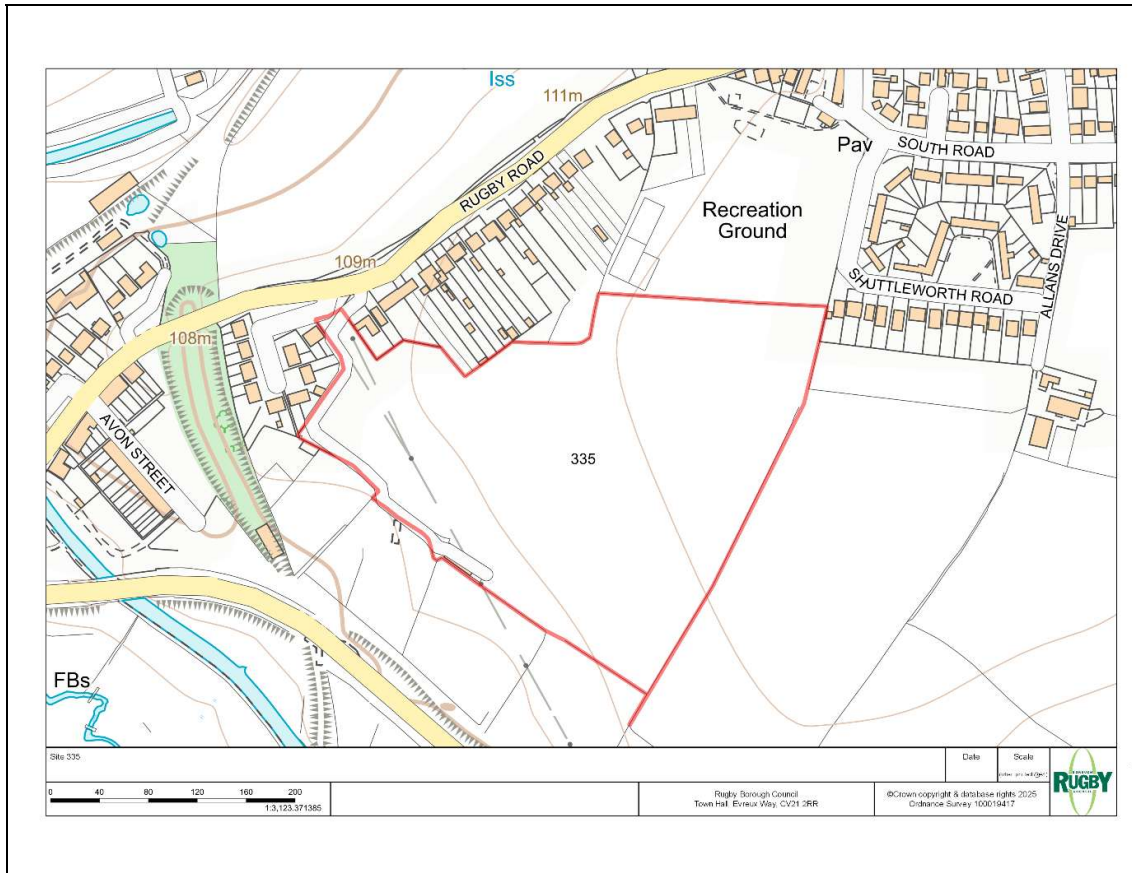 Iss
111m
RUGBY ROAD
Pav
SOUTH ROAD
Recreation
Ground
ALLANS DRIVE
109m
SHUTTLEWORTH ROAD
108m
AVON STREET
335
FBs
Site 335
Date
Scale
0 40 80 120 160 200
1:3,123.371385
Rugby Borough Council
Town Hall, Evreux Way, CV21 2RR
©Crown copyright & database rights 2025
Ordnance Survey 100019417
RUGBY